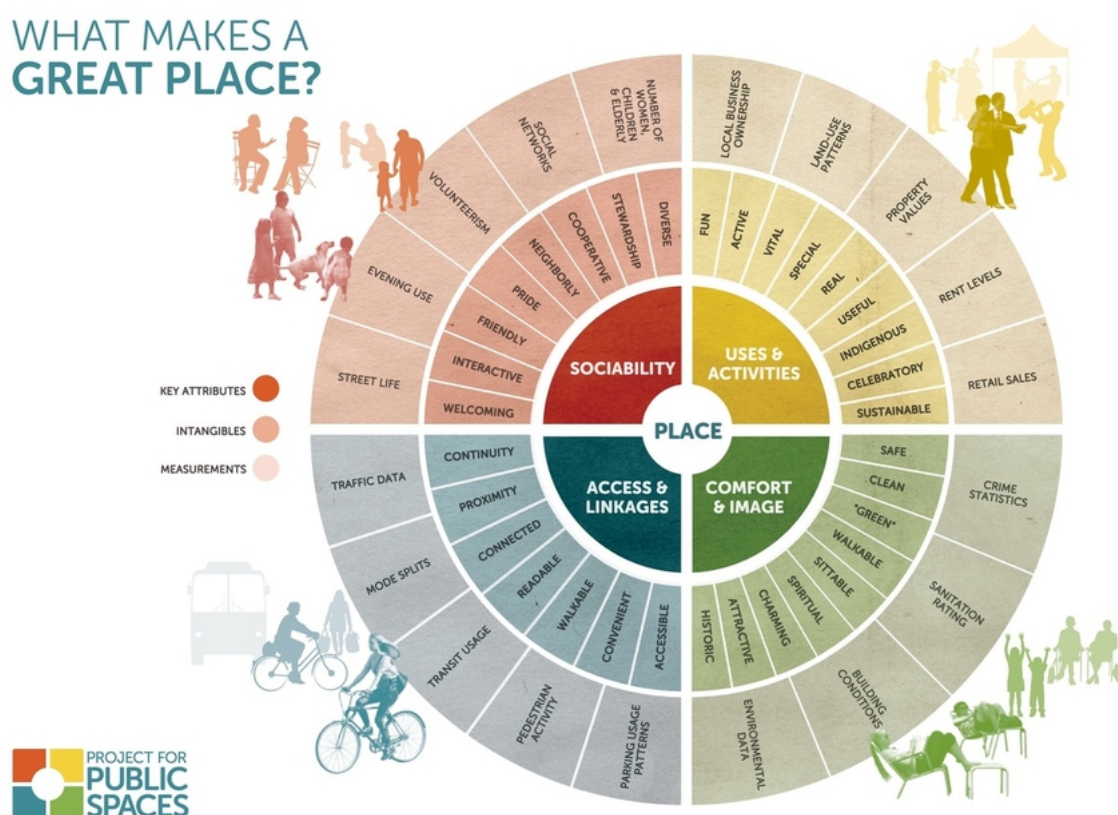 WHAT MAKES A
GREAT PLACE?
KEY ATTRIBUTES
INTANGIBLES
MEASUREMENTS
PLACE
SOCIABILITY
USES &
ACTIVITIES
ACCESS &
LINKAGES
COMFORT
& IMAGE
WELCOMING
INTERACTIVE
FRIENDLY
PRIDE
NEIGHBORLY
COOPERATIVE
STEWARDSHIP
DIVERSE
FUN
ACTIVE
VITAL
SPECIAL
REAL
USEFUL
INDIGENOUS
CELEBRATORY
SUSTAINABLE
SAFE
CLEAN
"GREEN"
WALKABLE
SITTABLE
SPIRITUAL
CHARMING
ATTRACTIVE
HISTORIC
ACCESSIBLE
CONVENIENT
WALKABLE
READABLE
CONNECTED
PROXIMITY
CONTINUITY
STREET LIFE
EVENING USE
VOLUNTEERISM
SOCIAL
NETWORKS
NUMBER OF
WOMEN,
CHILDREN
& ELDERLY
LOCAL BUSINESS
OWNERSHIP
LAND-USE
PATTERNS
PROPERTY
VALUES
RENT LEVELS
RETAIL SALES
CRIME
STATISTICS
SANITATION
RATING
BUILDING
CONDITIONS
ENVIRONMENTAL
DATA
PARKING USAGE
PATTERNS
PEDESTRIAN
ACTIVITY
TRANSIT USAGE
MODE SPLITS
TRAFFIC DATA
PROJECT FOR
PUBLIC
SPACES